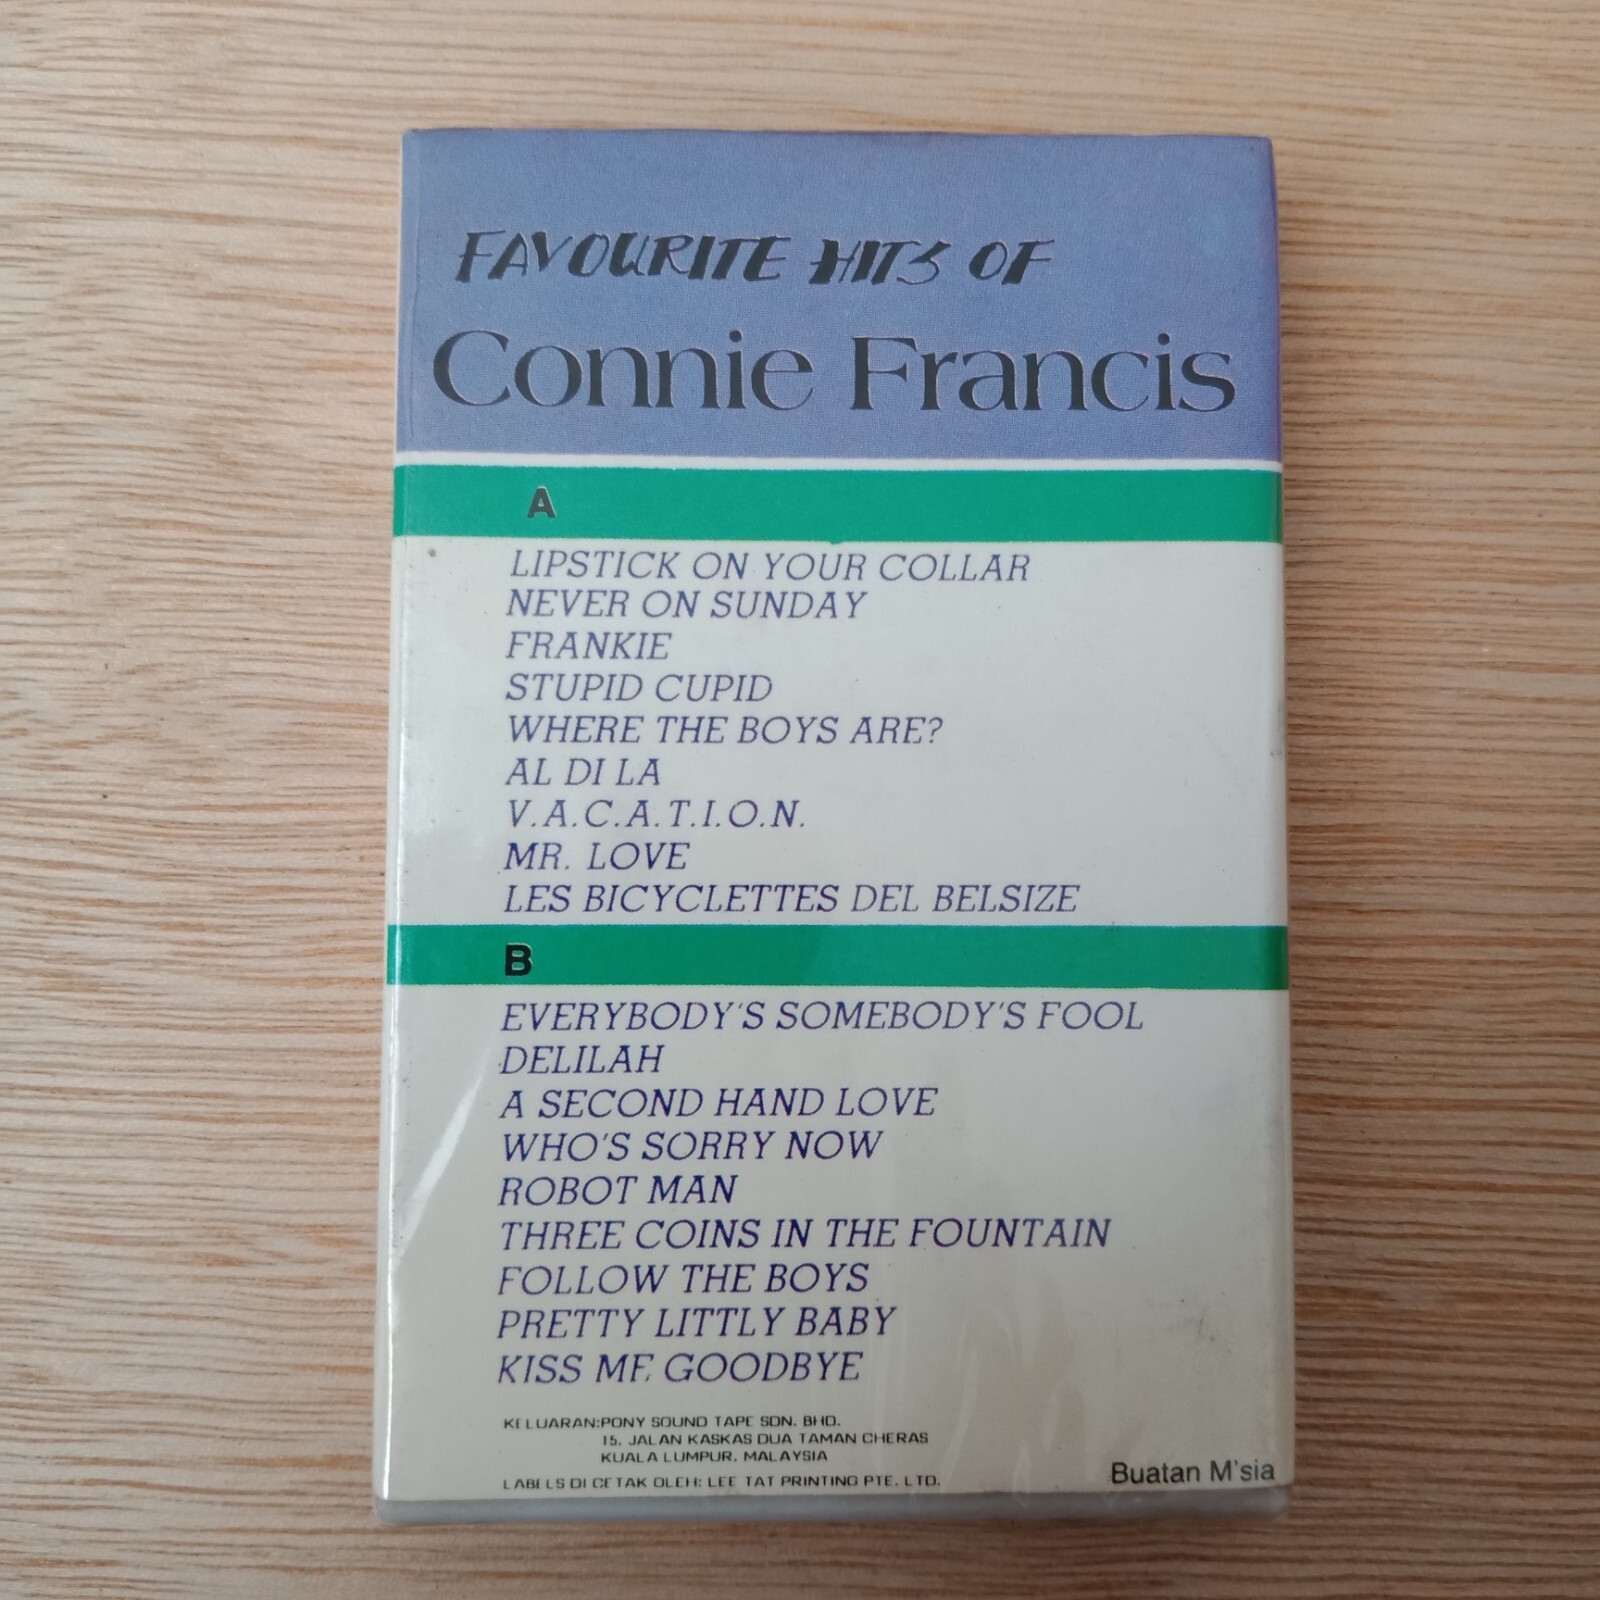 FAVOURITE HITS OF
Connie Francis
A
LIPSTICK ON YOUR COLLAR
NEVER ON SUNDAY
FRANKIE
STUPID CUPID
WHERE THE BOYS ARE?
AL DI LA
V.A.C.A.T.I.O.N.
MR. LOVE
LES BICYCLETTES DEL BELSIZE
B
EVERYBODY'S SOMEBODY'S FOOL
DELILAH
A SECOND HAND LOVE
WHO'S SORRY NOW
ROBOT MAN
THREE COINS IN THE FOUNTAIN
FOLLOW THE BOYS
PRETTY LITTLY BABY
KISS ME GOODBYE
KELUARAN:PONY SOUND TAPE SDN. BHD.
15, JALAN KASKAS DUA TAMAN CHERAS
KUALA LUMPUR. MALAYSIA
LABELS DI CETAK OLEH: LEE TAT PRINTING PTE. LTD.
Buatan M'sia